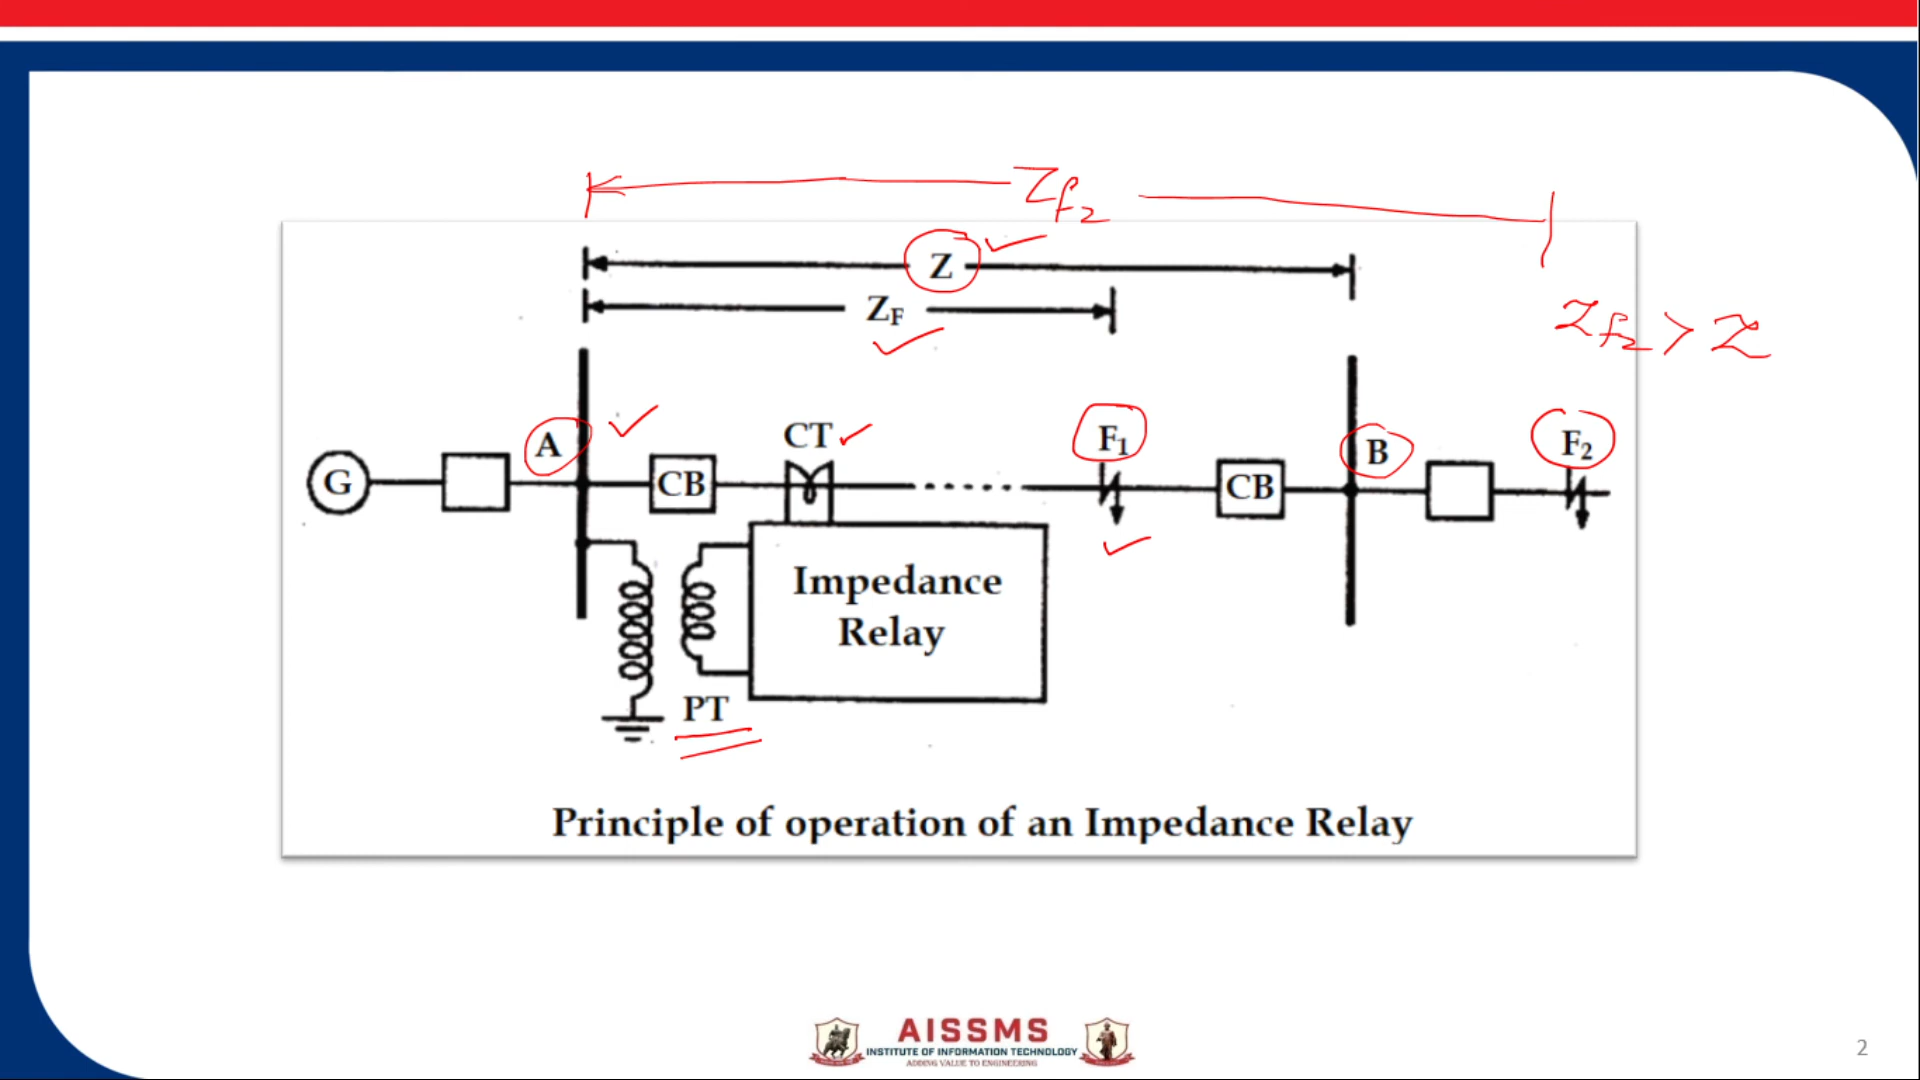 Zf2
Z
ZF
Zf2 > Z
A
CT
F1
B
F2
G
CB
CB
Impedance
Relay
PT
Principle of operation of an Impedance Relay
AISSMS
INSTITUTE OF INFORMATION TECHNOLOGY
ADDING VALUE TO ENGINEERING
2